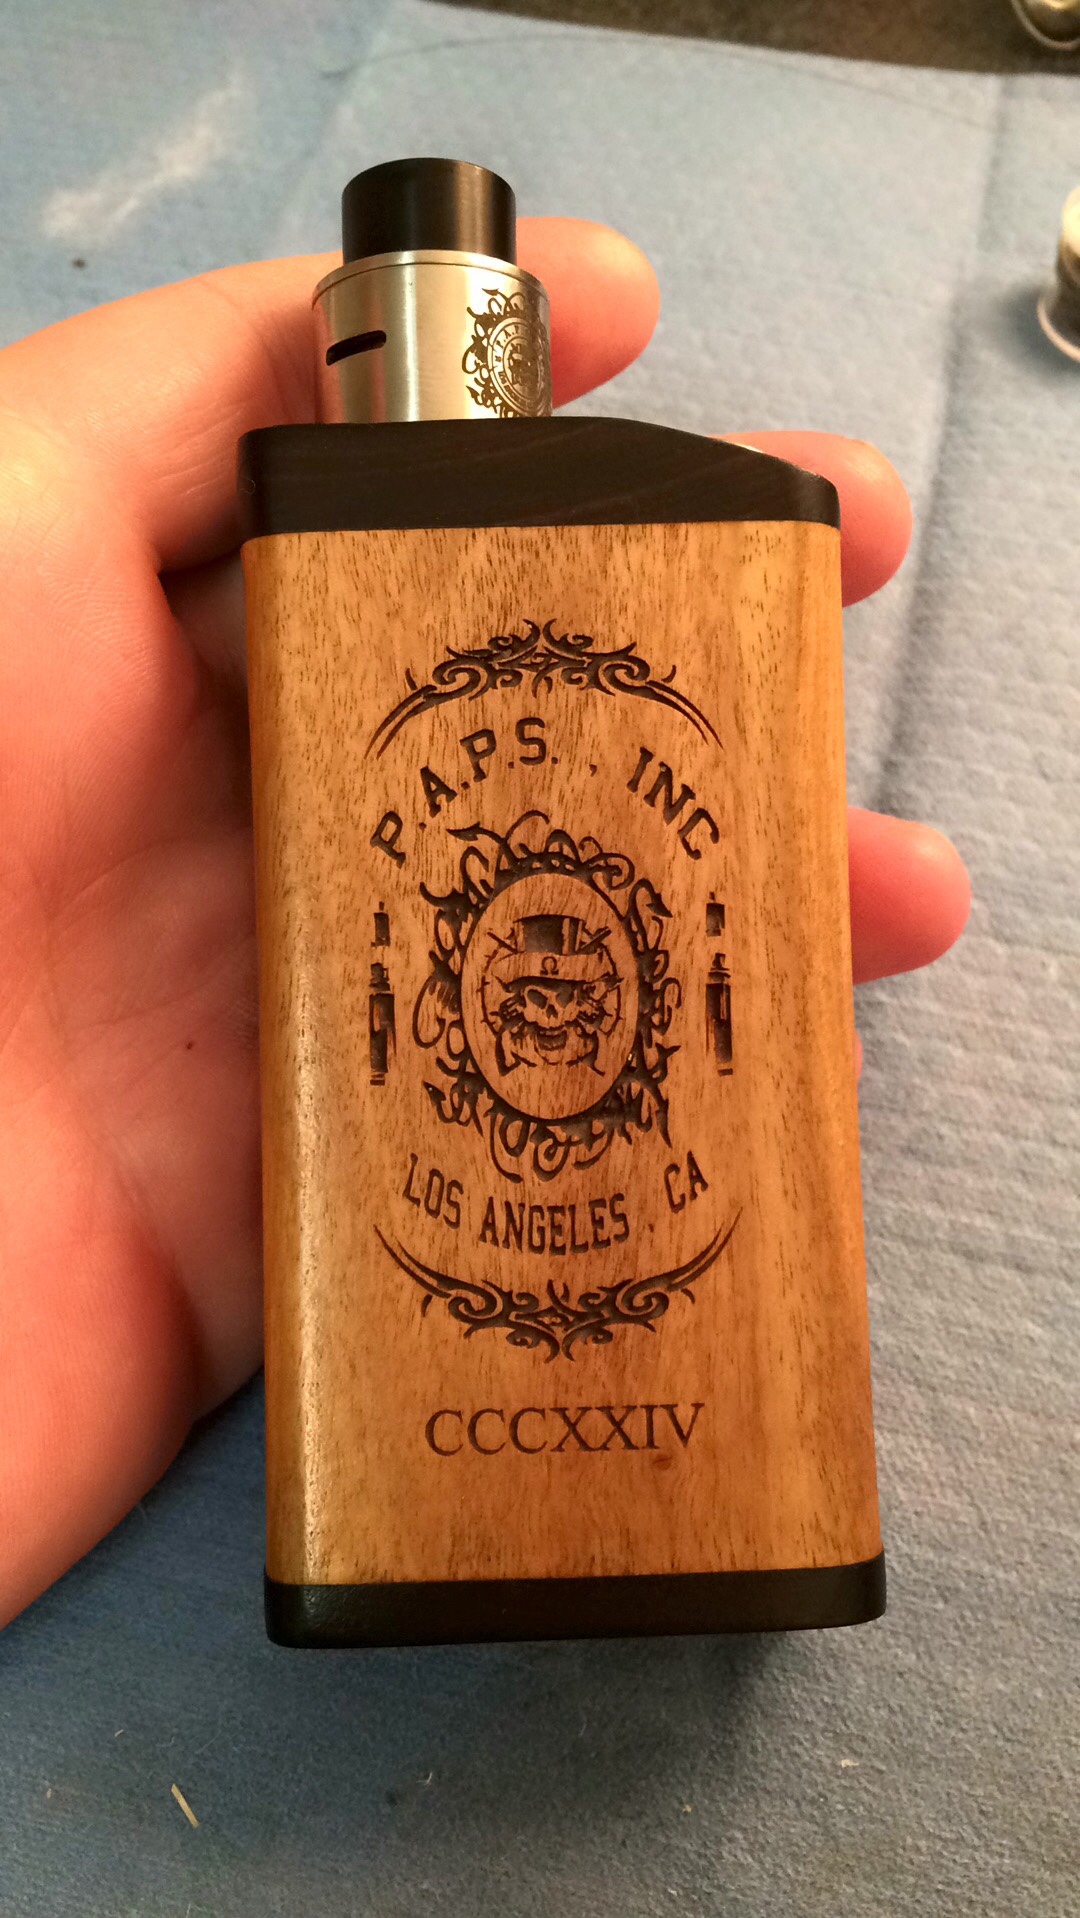 P.A.P.S. , INC
Ω
LOS ANGELES , CA
CCCXXIV